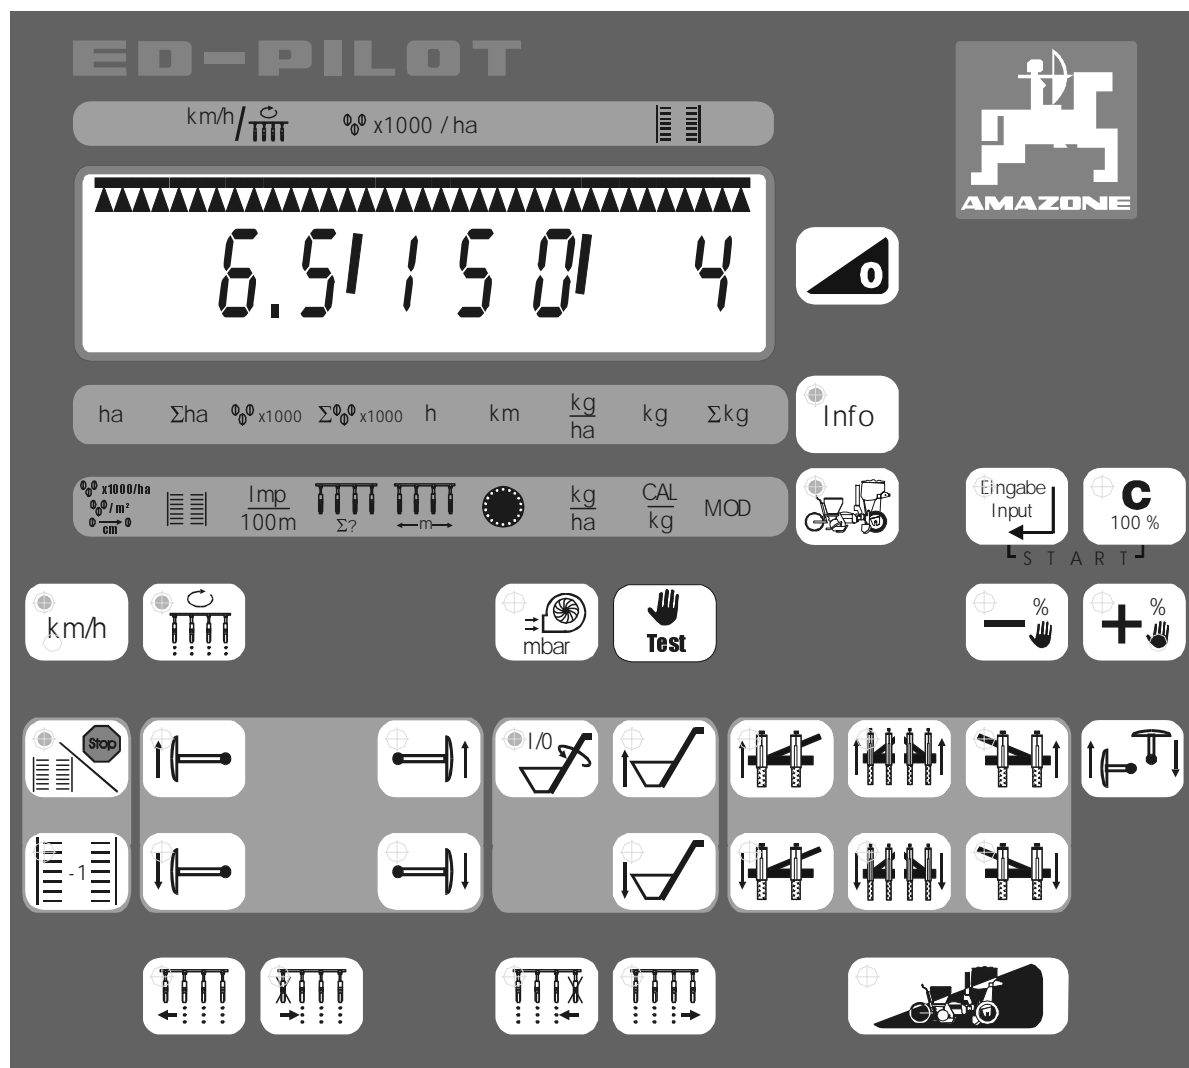 ED-PILOT
km/h/ x1000 / ha
AMAZONE
6.5/150/ 4
0
ha Σha x1000 Σ x1000 h km kg/ha kg Σkg
Info
x1000/ha
/ m²
cm
Imp
100m
Σ?
m
kg
ha
CAL
kg
MOD
Eingabe
Input
C
100 %
START
km/h
mbar
Test
%
%
Stop
I/0
-1